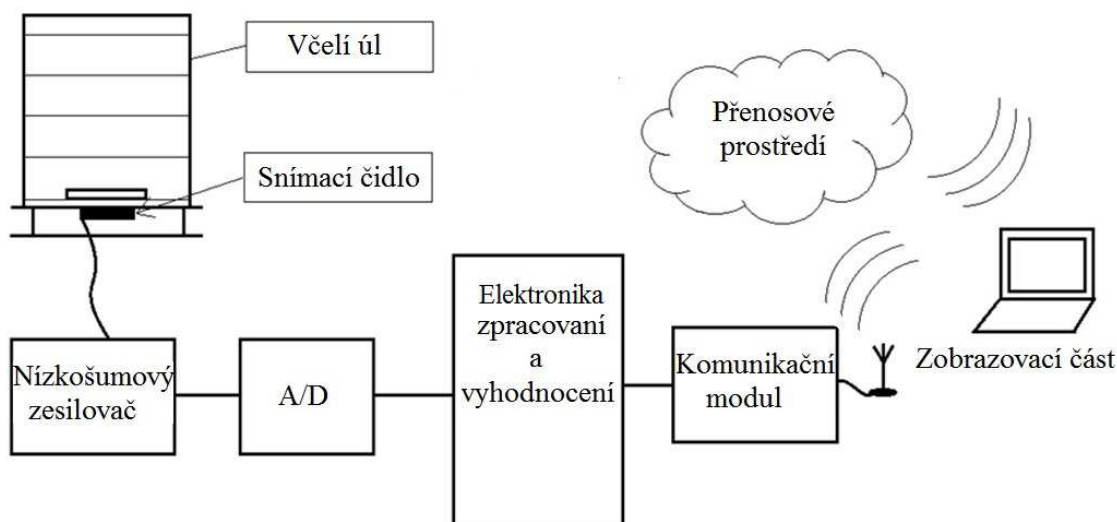 Včelí úl
Snímací čidlo
Přenosové
prostředí
Nízkošumový
zesilovač
A/D
Elektronika
zpracovaní
a
vyhodnocení
Komunikační
modul
Zobrazovací část